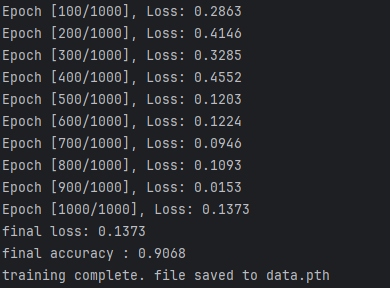 Epoch [100/1000], Loss: 0.2863
Epoch [200/1000], Loss: 0.4146
Epoch [300/1000], Loss: 0.3285
Epoch [400/1000], Loss: 0.4552
Epoch [500/1000], Loss: 0.1203
Epoch [600/1000], Loss: 0.1224
Epoch [700/1000], Loss: 0.0946
Epoch [800/1000], Loss: 0.1093
Epoch [900/1000], Loss: 0.0153
Epoch [1000/1000], Loss: 0.1373
final loss: 0.1373
final accuracy : 0.9068
training complete. file saved to data.pth